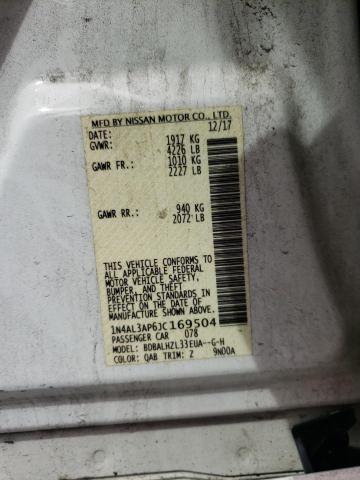 MFD BY NISSAN MOTOR CO., LTD.
DATE: 12/17
GVWR: 1917 KG
4226 LB
GAWR FR.: 1010 KG
2227 LB
GAWR RR.: 940 KG
2072 LB
THIS VEHICLE CONFORMS TO
ALL APPLICABLE FEDERAL
MOTOR VEHICLE SAFETY,
BUMPER, AND THEFT
PREVENTION STANDARDS IN
EFFECT ON THE DATE OF
MANUFACTURE SHOWN ABOVE.
1N4AL3AP6JC169504
PASSENGER CAR 078
MODEL: BDBALHZL33EUA--G-H
COLOR: QAB TRIM: Z 9N00A